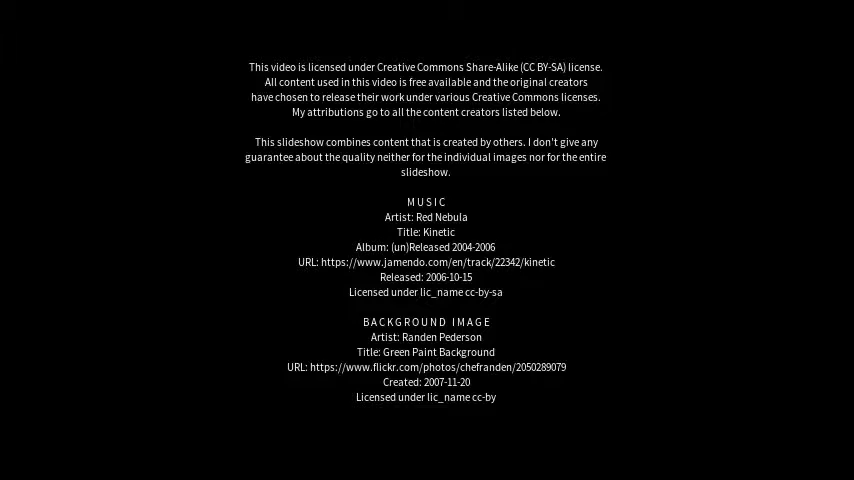 This video is licensed under Creative Commons Share-Alike (CC BY-SA) license.
All content used in this video is free available and the original creators
have chosen to release their work under various Creative Commons licenses.
My attributions go to all the content creators listed below.
This slideshow combines content that is created by others. I don't give any
guarantee about the quality neither for the individual images nor for the entire
slideshow.
MUSIC
Artist: Red Nebula
Title: Kinetic
Album: (un)Released 2004-2006
URL: https://www.jamendo.com/en/track/22342/kinetic
Released: 2006-10-15
Licensed under lic_name cc-by-sa
BACKGROUND IMAGE
Artist: Randen Pederson
Title: Green Paint Background
URL: https://www.flickr.com/photos/chefranden/2050289079
Created: 2007-11-20
Licensed under lic_name cc-by